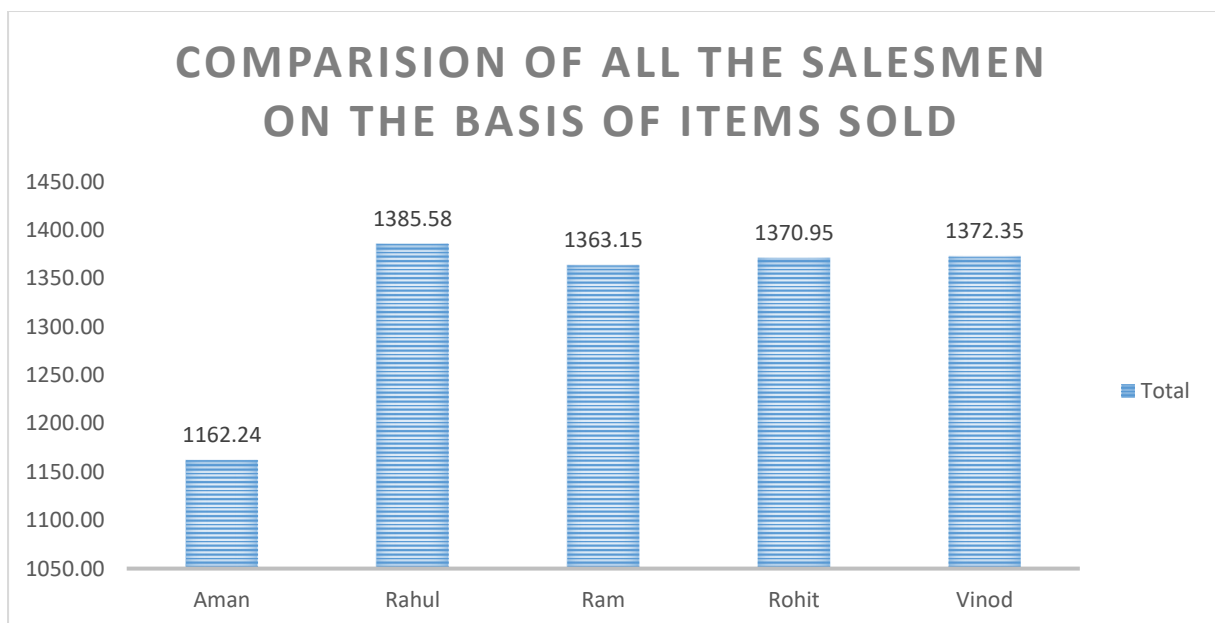 COMPARISION OF ALL THE SALESMEN
ON THE BASIS OF ITEMS SOLD
1450.00
1400.00
1350.00
1300.00
1250.00
1200.00
1150.00
1100.00
1050.00
1162.24
1385.58
1363.15
1370.95
1372.35
Aman
Rahul
Ram
Rohit
Vinod
Total